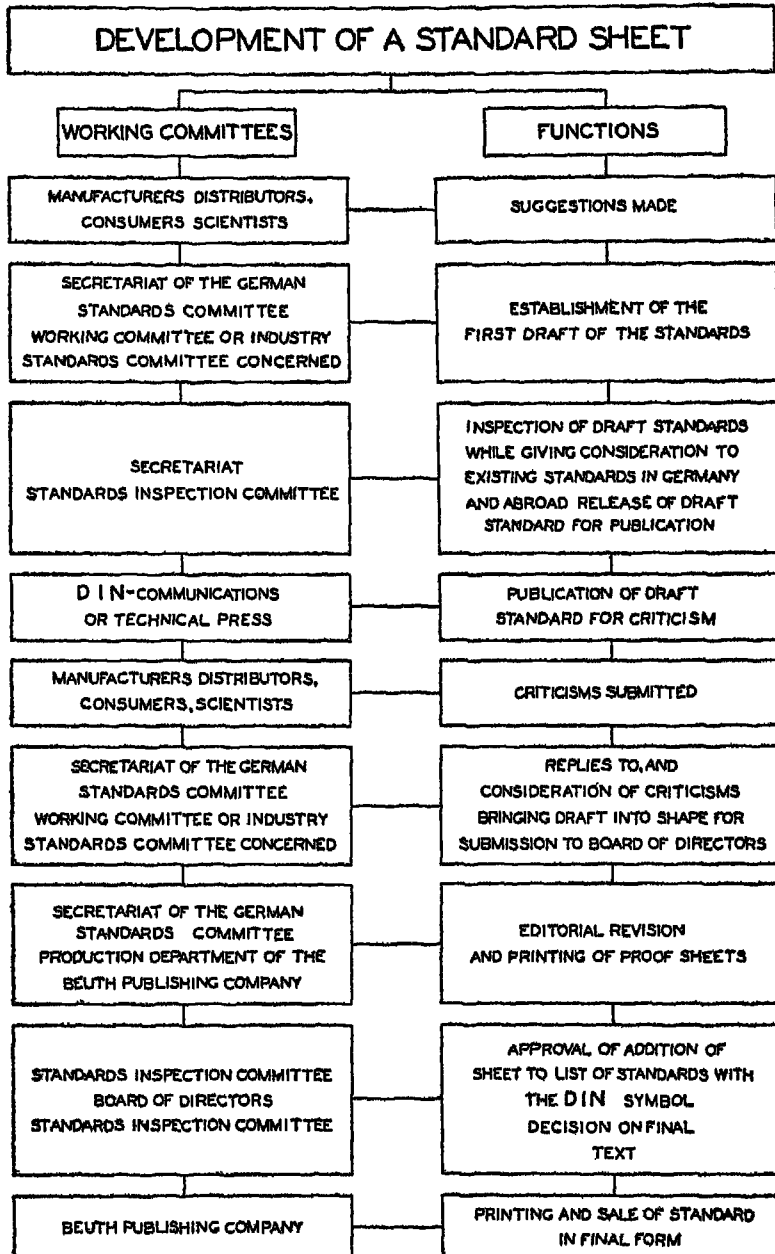 DEVELOPMENT OF A STANDARD SHEET
WORKING COMMITTEES
FUNCTIONS
MANUFACTURERS DISTRIBUTORS,
CONSUMERS SCIENTISTS
SUGGESTIONS MADE
SECRETARIAT OF THE GERMAN
STANDARDS COMMITTEE
WORKING COMMITTEE OR INDUSTRY
STANDARDS COMMITTEE CONCERNED
ESTABLISHMENT OF THE
FIRST DRAFT OF THE STANDARDS
SECRETARIAT
STANDARDS INSPECTION COMMITTEE
INSPECTION OF DRAFT STANDARDS
WHILE GIVING CONSIDERATION TO
EXISTING STANDARDS IN GERMANY
AND ABROAD RELEASE OF DRAFT
STANDARD FOR PUBLICATION
DIN-COMMUNICATIONS
OR TECHNICAL PRESS
PUBLICATION OF DRAFT
STANDARD FOR CRITICISM
MANUFACTURERS DISTRIBUTORS,
CONSUMERS, SCIENTISTS
CRITICISMS SUBMITTED
SECRETARIAT OF THE GERMAN
STANDARDS COMMITTEE
WORKING COMMITTEE OR INDUSTRY
STANDARDS COMMITTEE CONCERNED
REPLIES TO, AND
CONSIDERATION OF CRITICISMS
BRINGING DRAFT INTO SHAPE FOR
SUBMISSION TO BOARD OF DIRECTORS
SECRETARIAT OF THE GERMAN
STANDARDS COMMITTEE
PRODUCTION DEPARTMENT OF THE
BEUTH PUBLISHING COMPANY
EDITORIAL REVISION
AND PRINTING OF PROOF SHEETS
STANDARDS INSPECTION COMMITTEE
BOARD OF DIRECTORS
STANDARDS INSPECTION COMMITTEE
APPROVAL OF ADDITION OF
SHEET TO LIST OF STANDARDS WITH
THE DIN SYMBOL
DECISION ON FINAL
TEXT
BEUTH PUBLISHING COMPANY
PRINTING AND SALE OF STANDARD
IN FINAL FORM